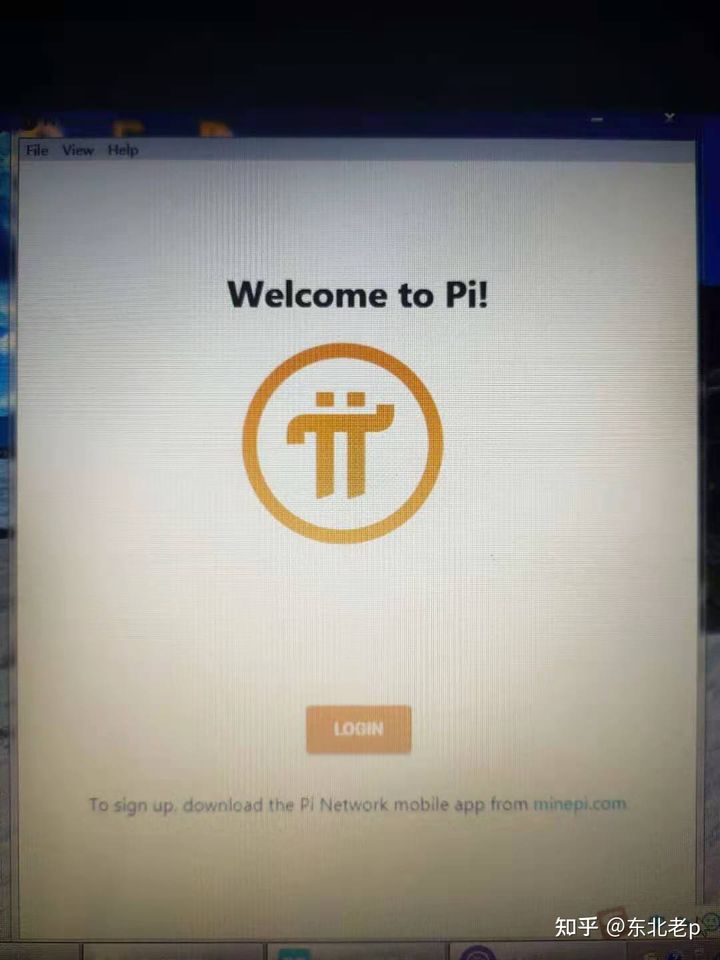 File View Help
Welcome to Pi!
LOGIN
To sign up, download the Pi Network mobile app from minepi.com.
知乎 @东北老p